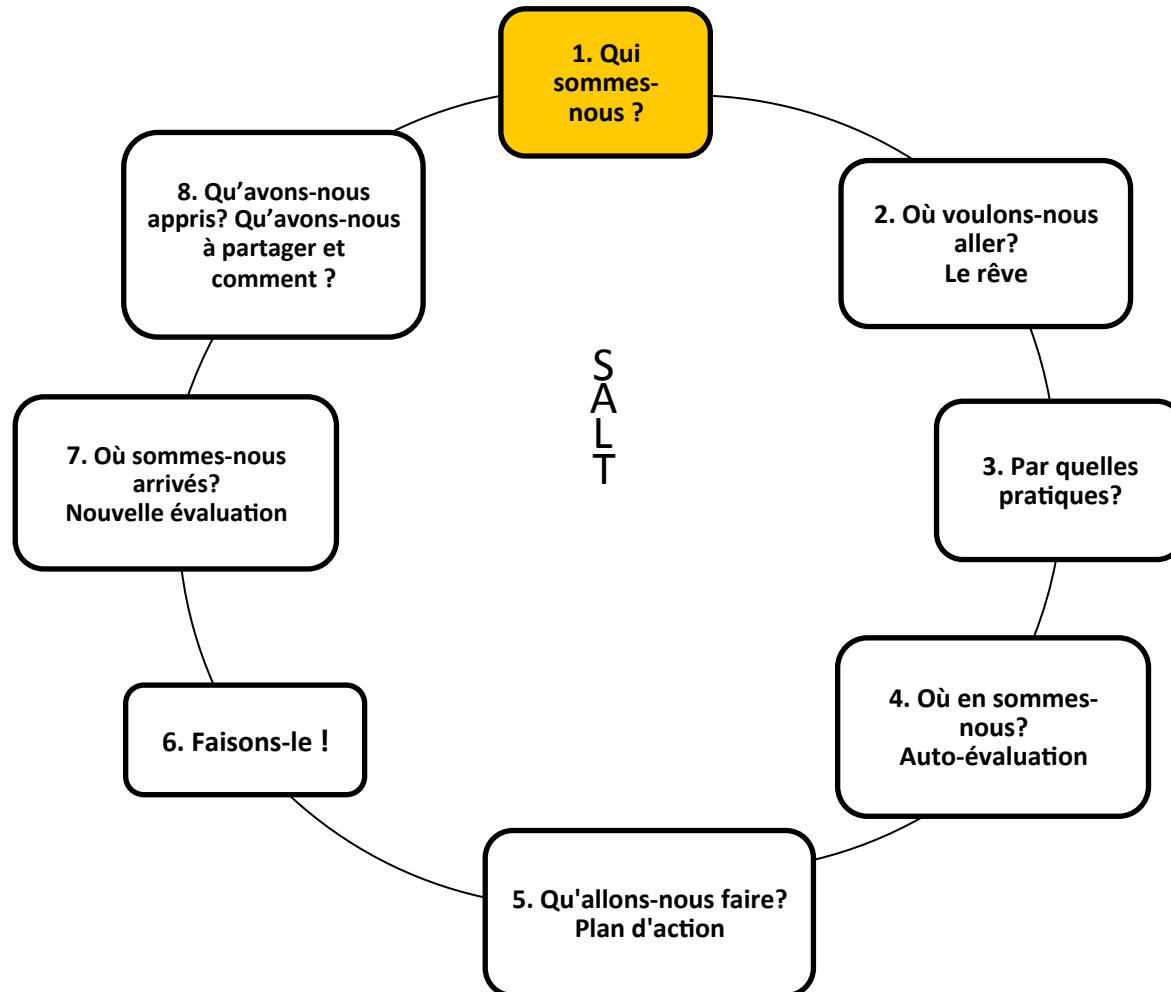 1. Qui
sommes-
nous ?
2. Où voulons-nous
aller?
Le rêve
3. Par quelles
pratiques?
4. Où en sommes-
nous?
Auto-évaluation
5. Qu'allons-nous faire?
Plan d'action
6. Faisons-le !
7. Où sommes-nous
arrivés?
Nouvelle évaluation
8. Qu’avons-nous
appris? Qu’avons-nous
à partager et
comment ?
S
A
L
T